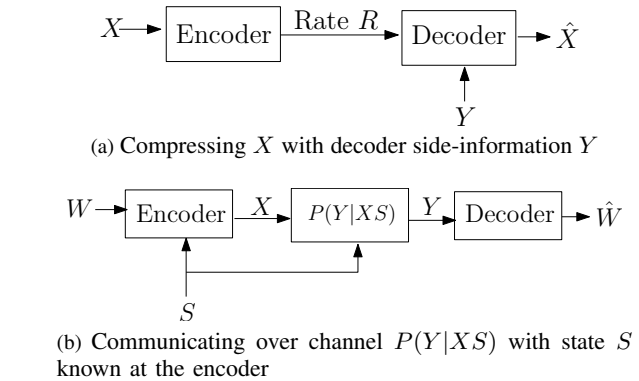 X Encoder Rate R Decoder X̂
Y
(a) Compressing X with decoder side-information Y
W Encoder X P(Y|XS) Y Decoder Ŵ
S
(b) Communicating over channel P(Y|XS) with state S
known at the encoder